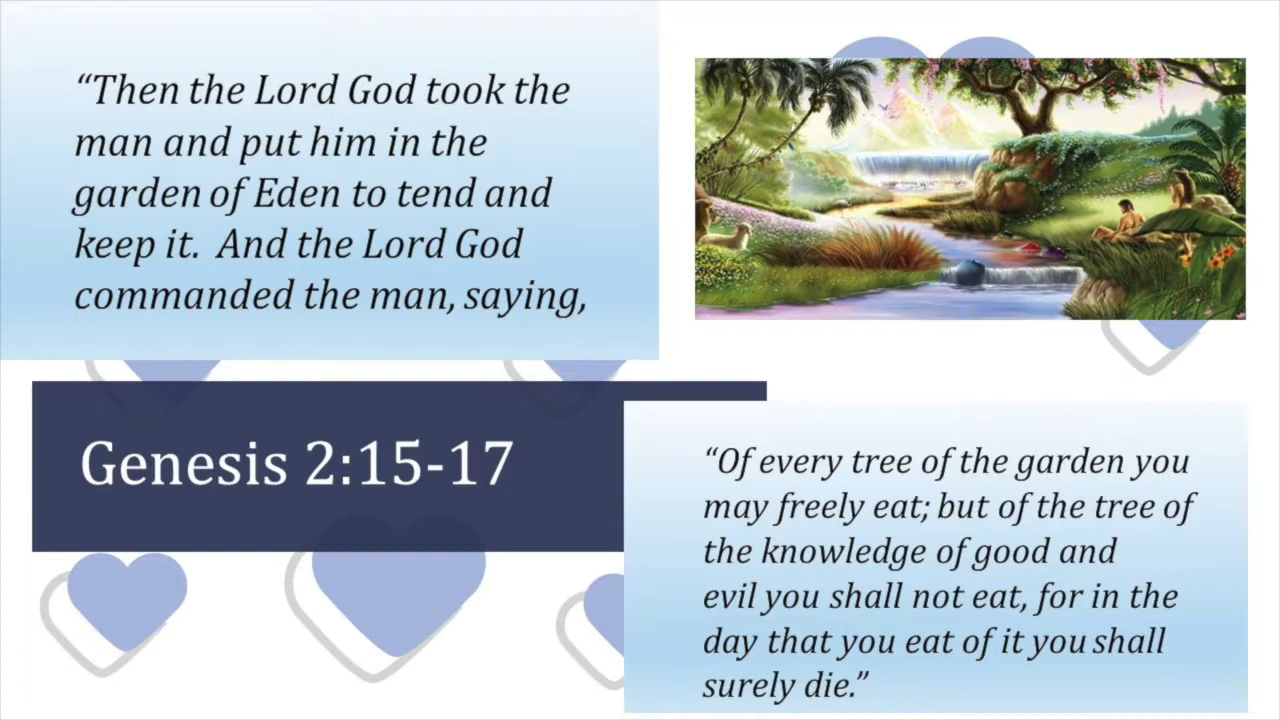 “Then the Lord God took the
man and put him in the
garden of Eden to tend and
keep it.  And the Lord God
commanded the man, saying,
Genesis 2:15-17
“Of every tree of the garden you
may freely eat; but of the tree of
the knowledge of good and
evil you shall not eat, for in the
day that you eat of it you shall
surely die.”